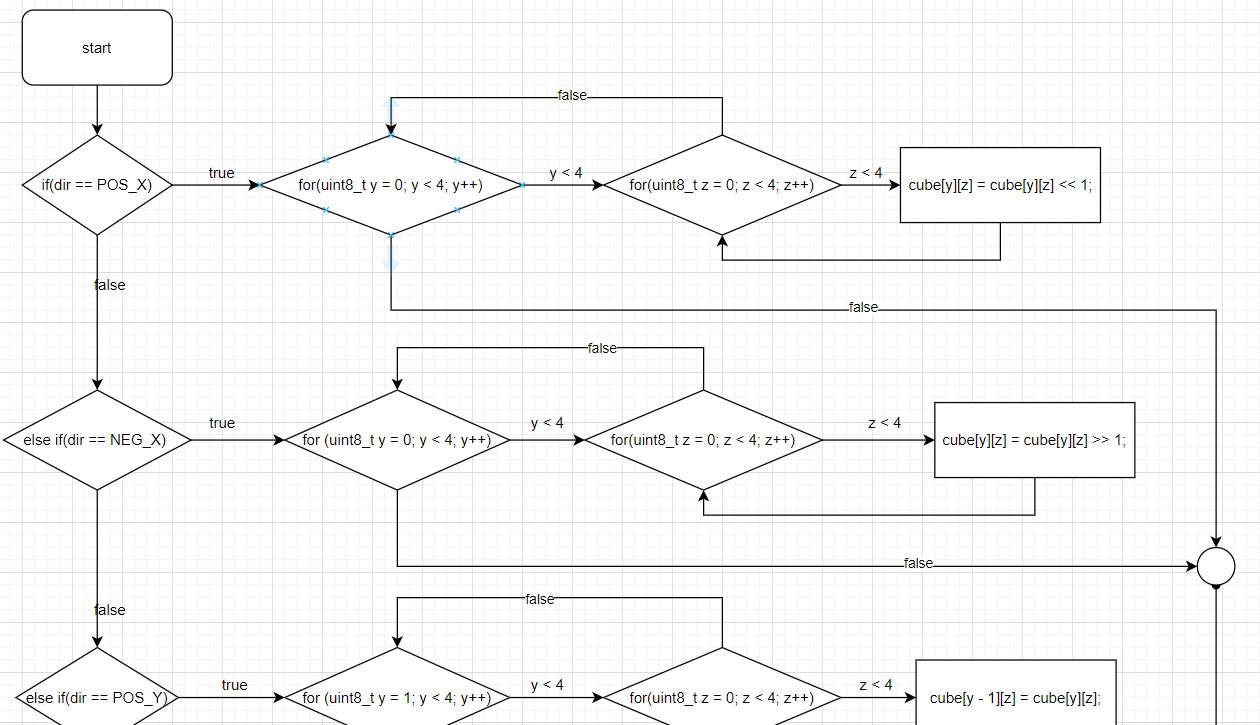 start
false
if(dir == POS_X)
true
for(uint8_t y = 0; y < 4; y++)
y < 4
for(uint8_t z = 0; z < 4; z++)
z < 4
cube[y][z] = cube[y][z] << 1;
false
false
false
else if(dir == NEG_X)
true
for (uint8_t y = 0; y < 4; y++)
y < 4
for(uint8_t z = 0; z < 4; z++)
z < 4
cube[y][z] = cube[y][z] >> 1;
false
false
false
else if(dir == POS_Y)
true
for (uint8_t y = 1; y < 4; y++)
y < 4
for(uint8_t z = 0; z < 4; z++)
z < 4
cube[y - 1][z] = cube[y][z];